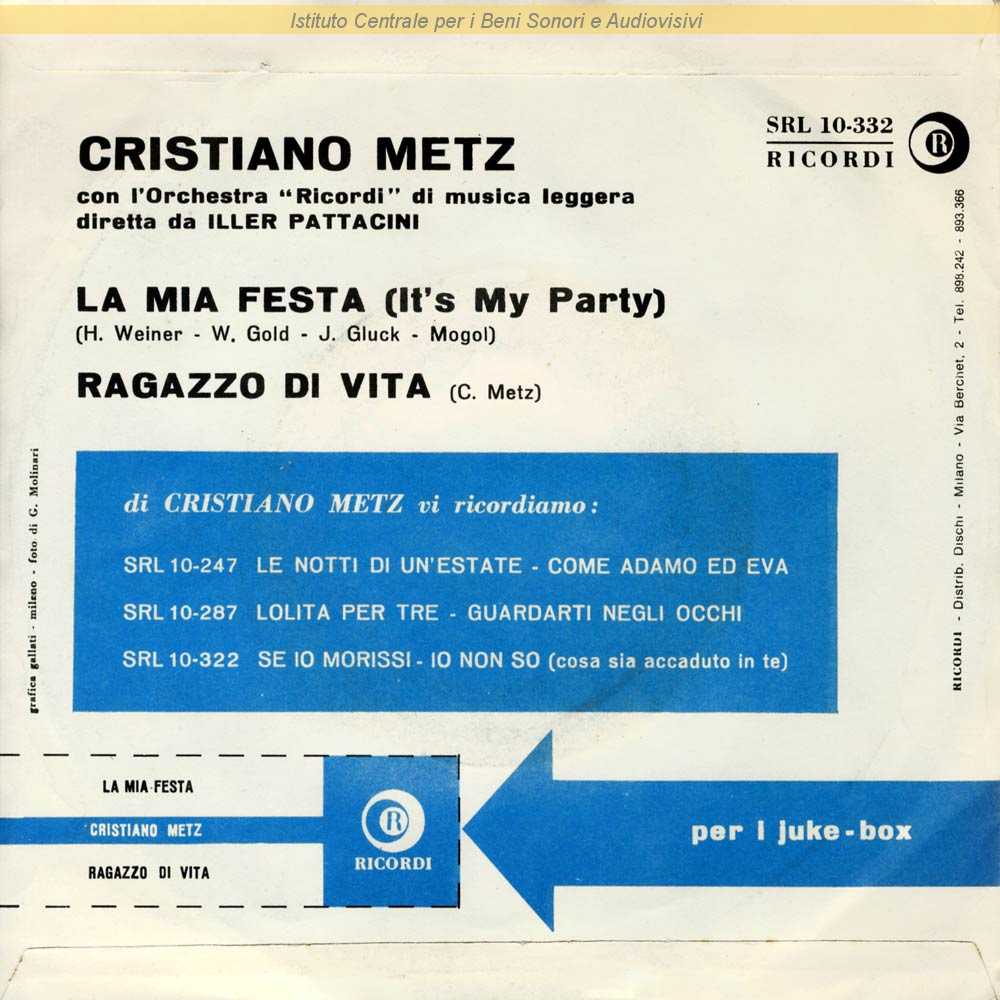 Istituto Centrale per i Beni Sonori e Audiovisivi
SRL 10-332
RICORDI
R
CRISTIANO METZ
con l'Orchestra "Ricordi" di musica leggera
diretta da ILLER PATTACINI
LA MIA FESTA (It's My Party)
(H. Weiner - W. Gold - J. Gluck - Mogol)
RAGAZZO DI VITA (C. Metz)
di CRISTIANO METZ vi ricordiamo:
SRL 10-247 LE NOTTI DI UN'ESTATE - COME ADAMO ED EVA
SRL 10-287 LOLITA PER TRE - GUARDARTI NEGLI OCCHI
SRL 10-322 SE IO MORISSI - IO NON SO (cosa sia accaduto in te)
grafica gallati - milano - foto di G. Molinari
RICORDI - Distrib. Dischi - Milano - Via Berchet, 2 - Tel. 898.242 - 893.366
LA MIA FESTA
CRISTIANO METZ
RAGAZZO DI VITA
R
RICORDI
per i juke-box